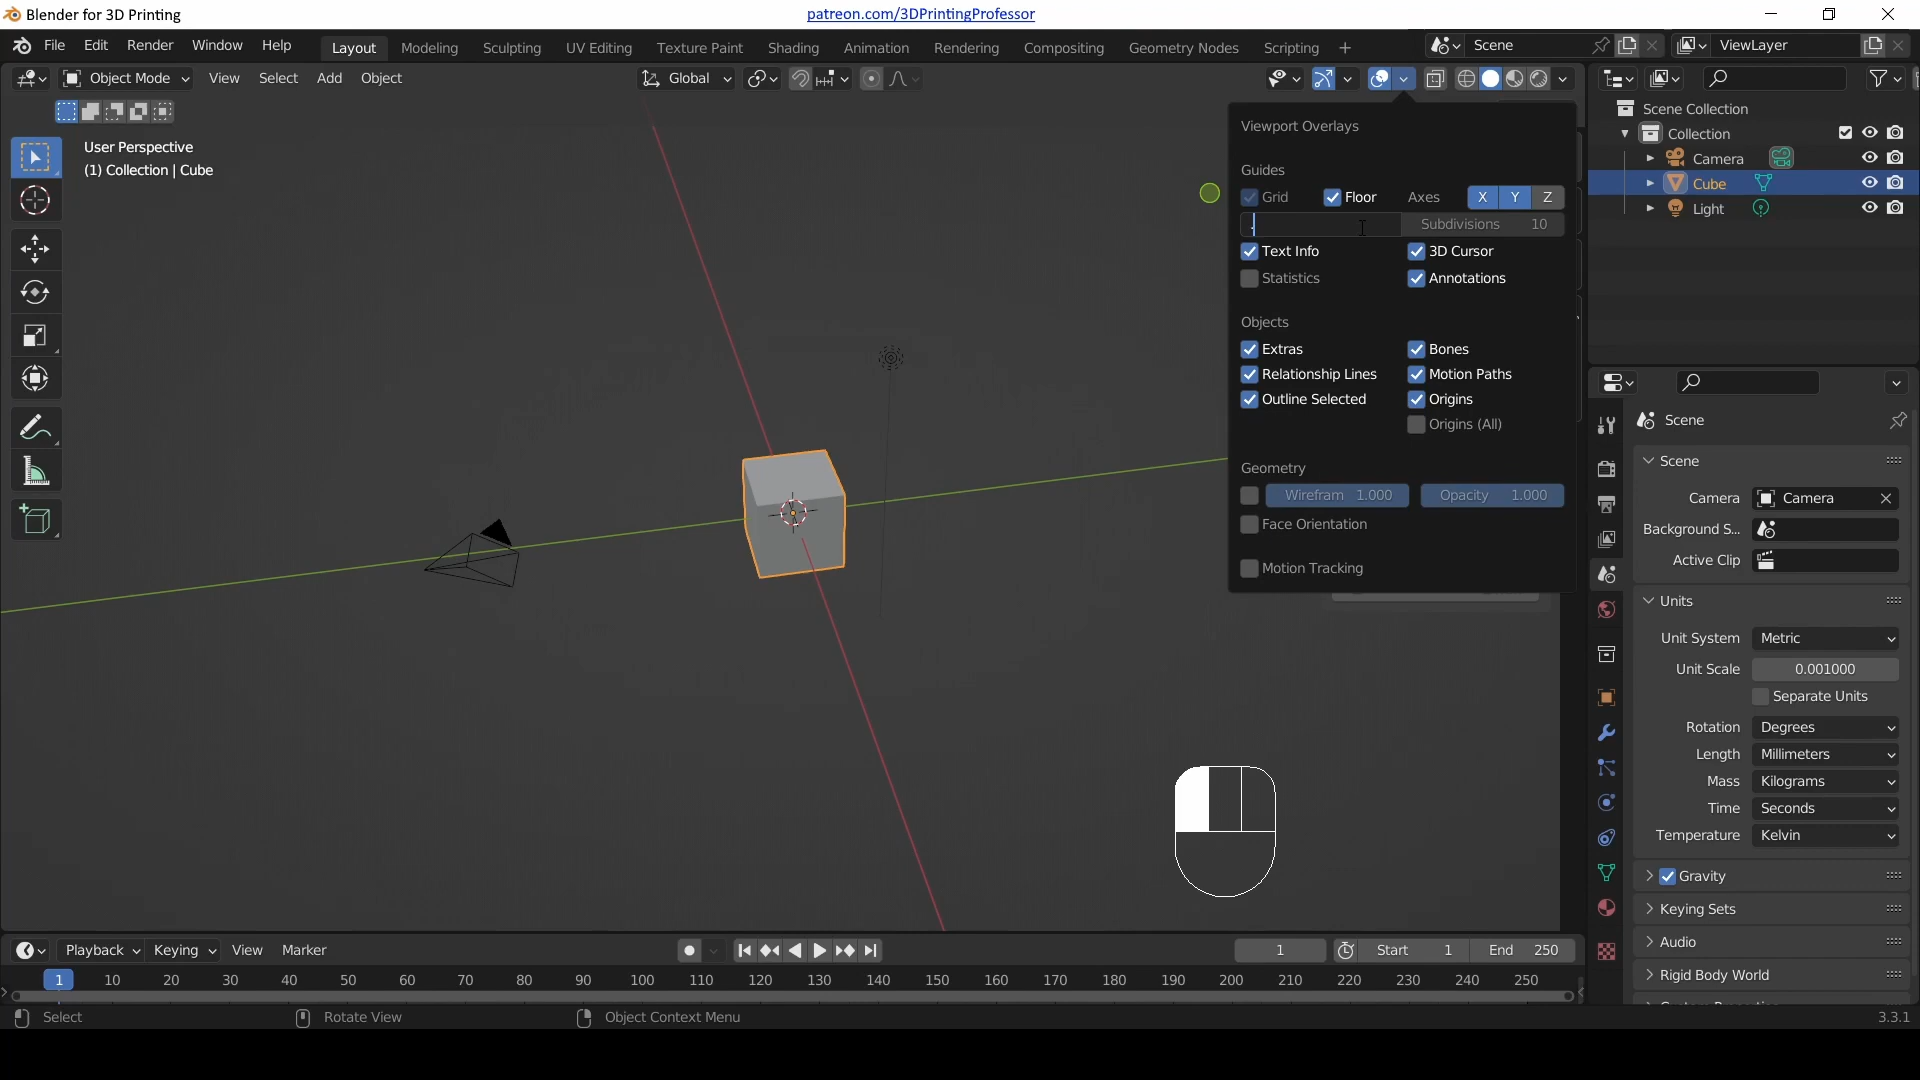 Blender for 3D Printing
patreon.com/3DPrintingProfessor
File Edit Render Window Help
Layout Modeling Sculpting UV Editing Texture Paint Shading Animation Rendering Compositing Geometry Nodes Scripting +
Scene
ViewLayer
Object Mode View Select Add Object
Global
User Perspective
(1) Collection | Cube
Viewport Overlays
Guides
Grid Floor Axes X Y Z
. Subdivisions 10
Text Info 3D Cursor
Statistics Annotations
Objects
Extras Bones
Relationship Lines Motion Paths
Outline Selected Origins
Origins (All)
Geometry
Wirefram 1.000 Opacity 1.000
Face Orientation
Motion Tracking
Scene Collection
Collection
Camera
Cube
Light
Scene
Scene
Camera Camera
Background S...
Active Clip
Units
Unit System Metric
Unit Scale 0.001000
Separate Units
Rotation Degrees
Length Millimeters
Mass Kilograms
Time Seconds
Temperature Kelvin
Gravity
Keying Sets
Audio
Rigid Body World
Playback Keying View Marker
1 Start 1 End 250
1 10 20 30 40 50 60 70 80 90 100 110 120 130 140 150 160 170 180 190 200 210 220 230 240 250
Select Rotate View Object Context Menu
3.3.1